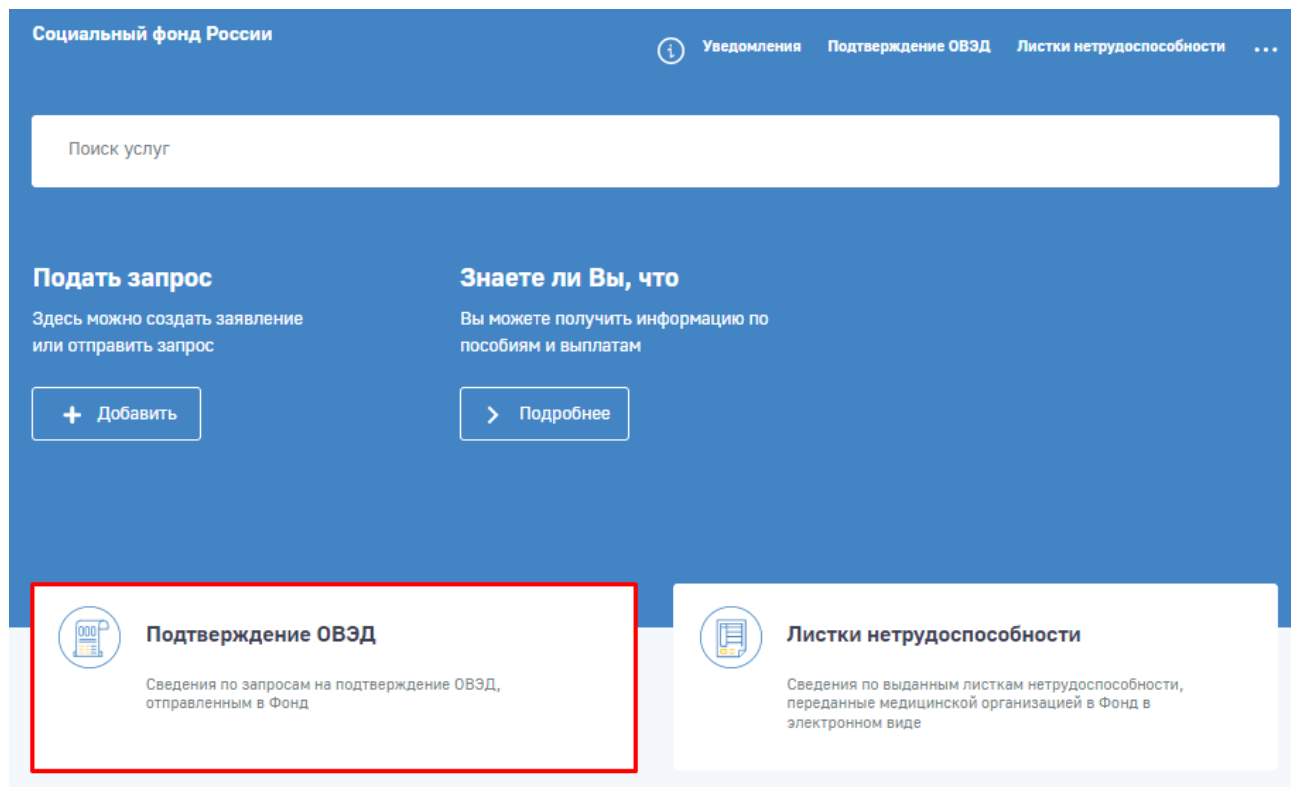 Социальный фонд России
Уведомления Подтверждение ОВЭД Листки нетрудоспособности ...
Поиск услуг
Подать запрос
Здесь можно создать заявление
или отправить запрос
Добавить
Знаете ли Вы, что
Вы можете получить информацию по
пособиям и выплатам
Подробнее
Подтверждение ОВЭД
Сведения по запросам на подтверждение ОВЭД,
отправленным в Фонд
Листки нетрудоспособности
Сведения по выданным листкам нетрудоспособности,
переданные медицинской организацией в Фонд в
электронном виде